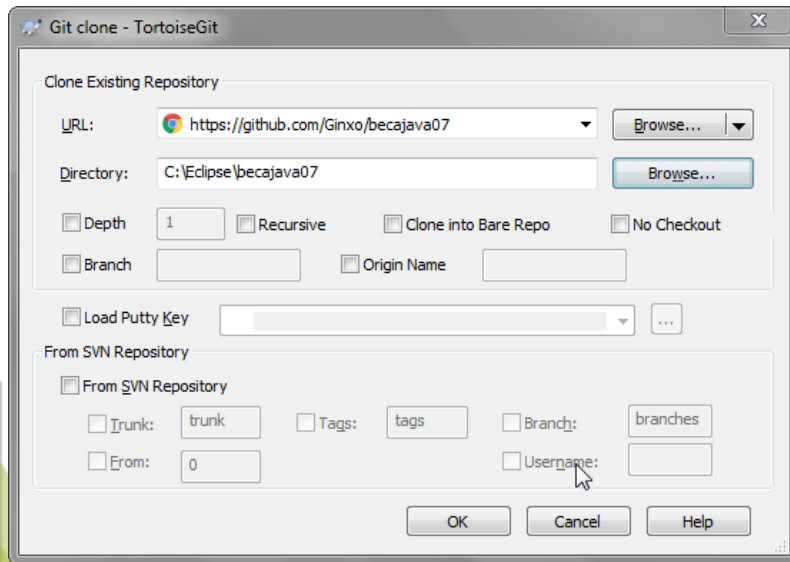 Git clone - TortoiseGit
Clone Existing Repository
URL: https://github.com/Ginxo/becajava07 Browse...
Directory: C:\Eclipse\becajava07 Browse...
Depth 1 Recursive Clone into Bare Repo No Checkout
Branch Origin Name
Load Putty Key ...
From SVN Repository
From SVN Repository
Trunk: trunk Tags: tags Branch: branches
From: 0 Username:
OK Cancel Help